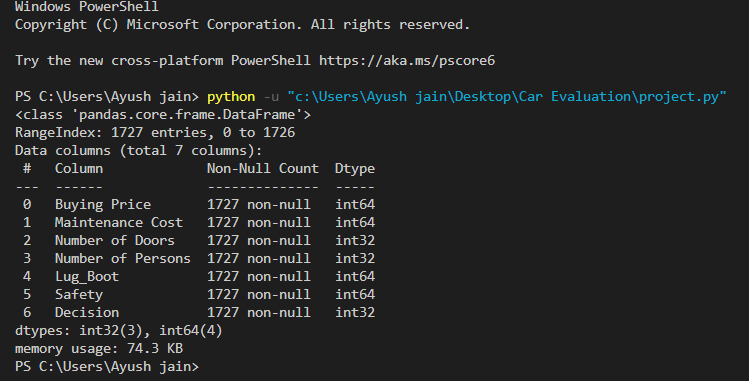 Windows PowerShell
Copyright (C) Microsoft Corporation. All rights reserved.
Try the new cross-platform PowerShell https://aka.ms/pscore6
PS C:\Users\Ayush jain> python -u "c:\Users\Ayush jain\Desktop\Car Evaluation\project.py"
<class 'pandas.core.frame.DataFrame'>
RangeIndex: 1727 entries, 0 to 1726
Data columns (total 7 columns):
 #   Column             Non-Null Count  Dtype
---  ------             --------------  -----
 0   Buying Price       1727 non-null   int64
 1   Maintenance Cost   1727 non-null   int64
 2   Number of Doors    1727 non-null   int32
 3   Number of Persons  1727 non-null   int32
 4   Lug_Boot           1727 non-null   int64
 5   Safety             1727 non-null   int64
 6   Decision           1727 non-null   int32
dtypes: int32(3), int64(4)
memory usage: 74.3 KB
PS C:\Users\Ayush jain>